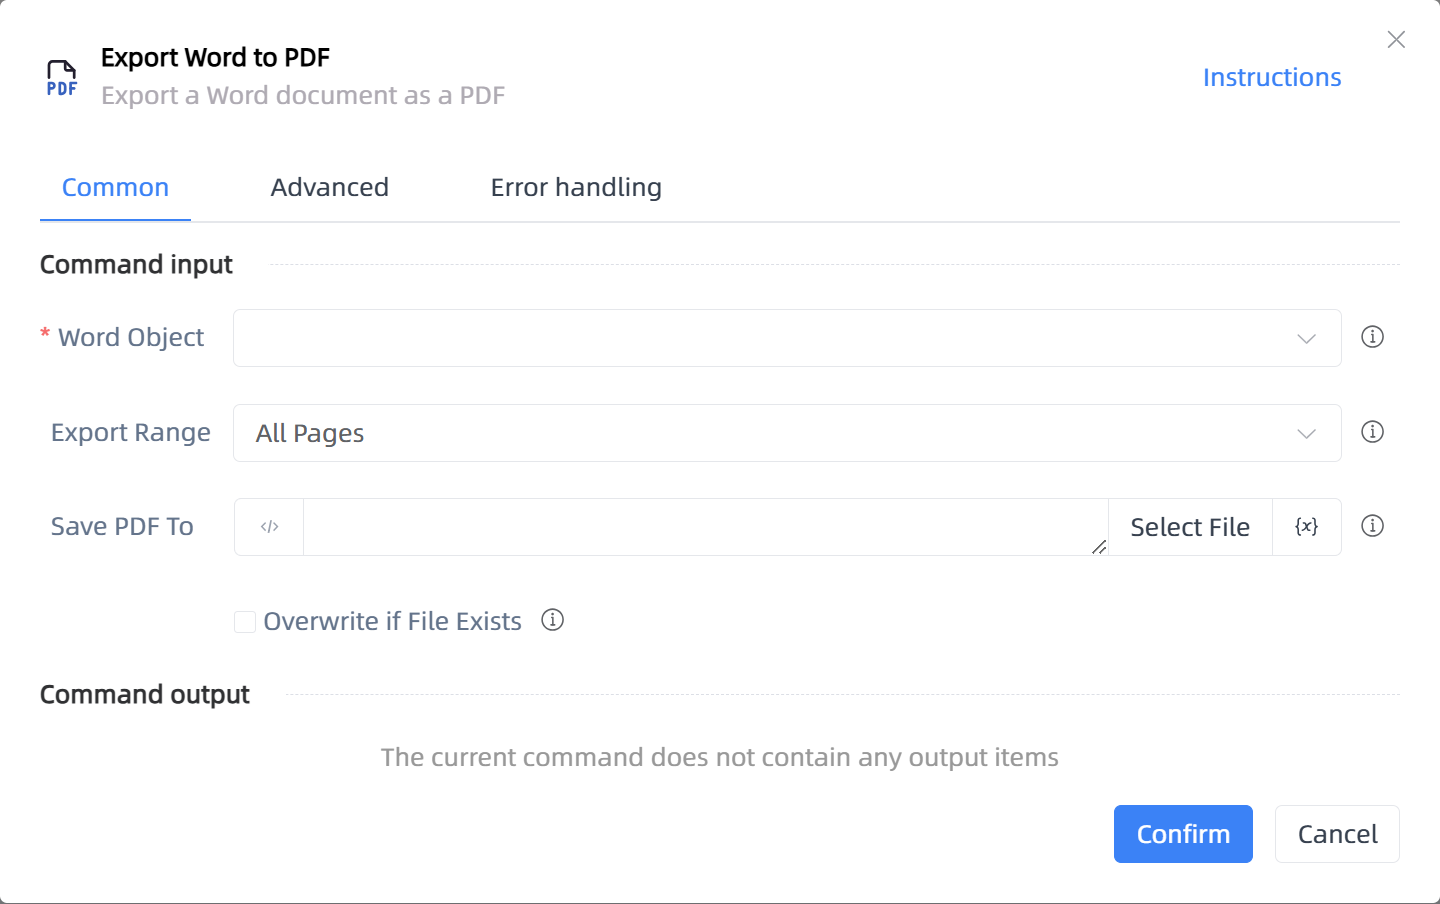 Export Word to PDF
PDF
Export a Word document as a PDF
Instructions
Common
Advanced
Error handling
Command input
* Word Object
Export Range
All Pages
Save PDF To
</>
Select File
{x}
Overwrite if File Exists
Command output
The current command does not contain any output items
Confirm
Cancel